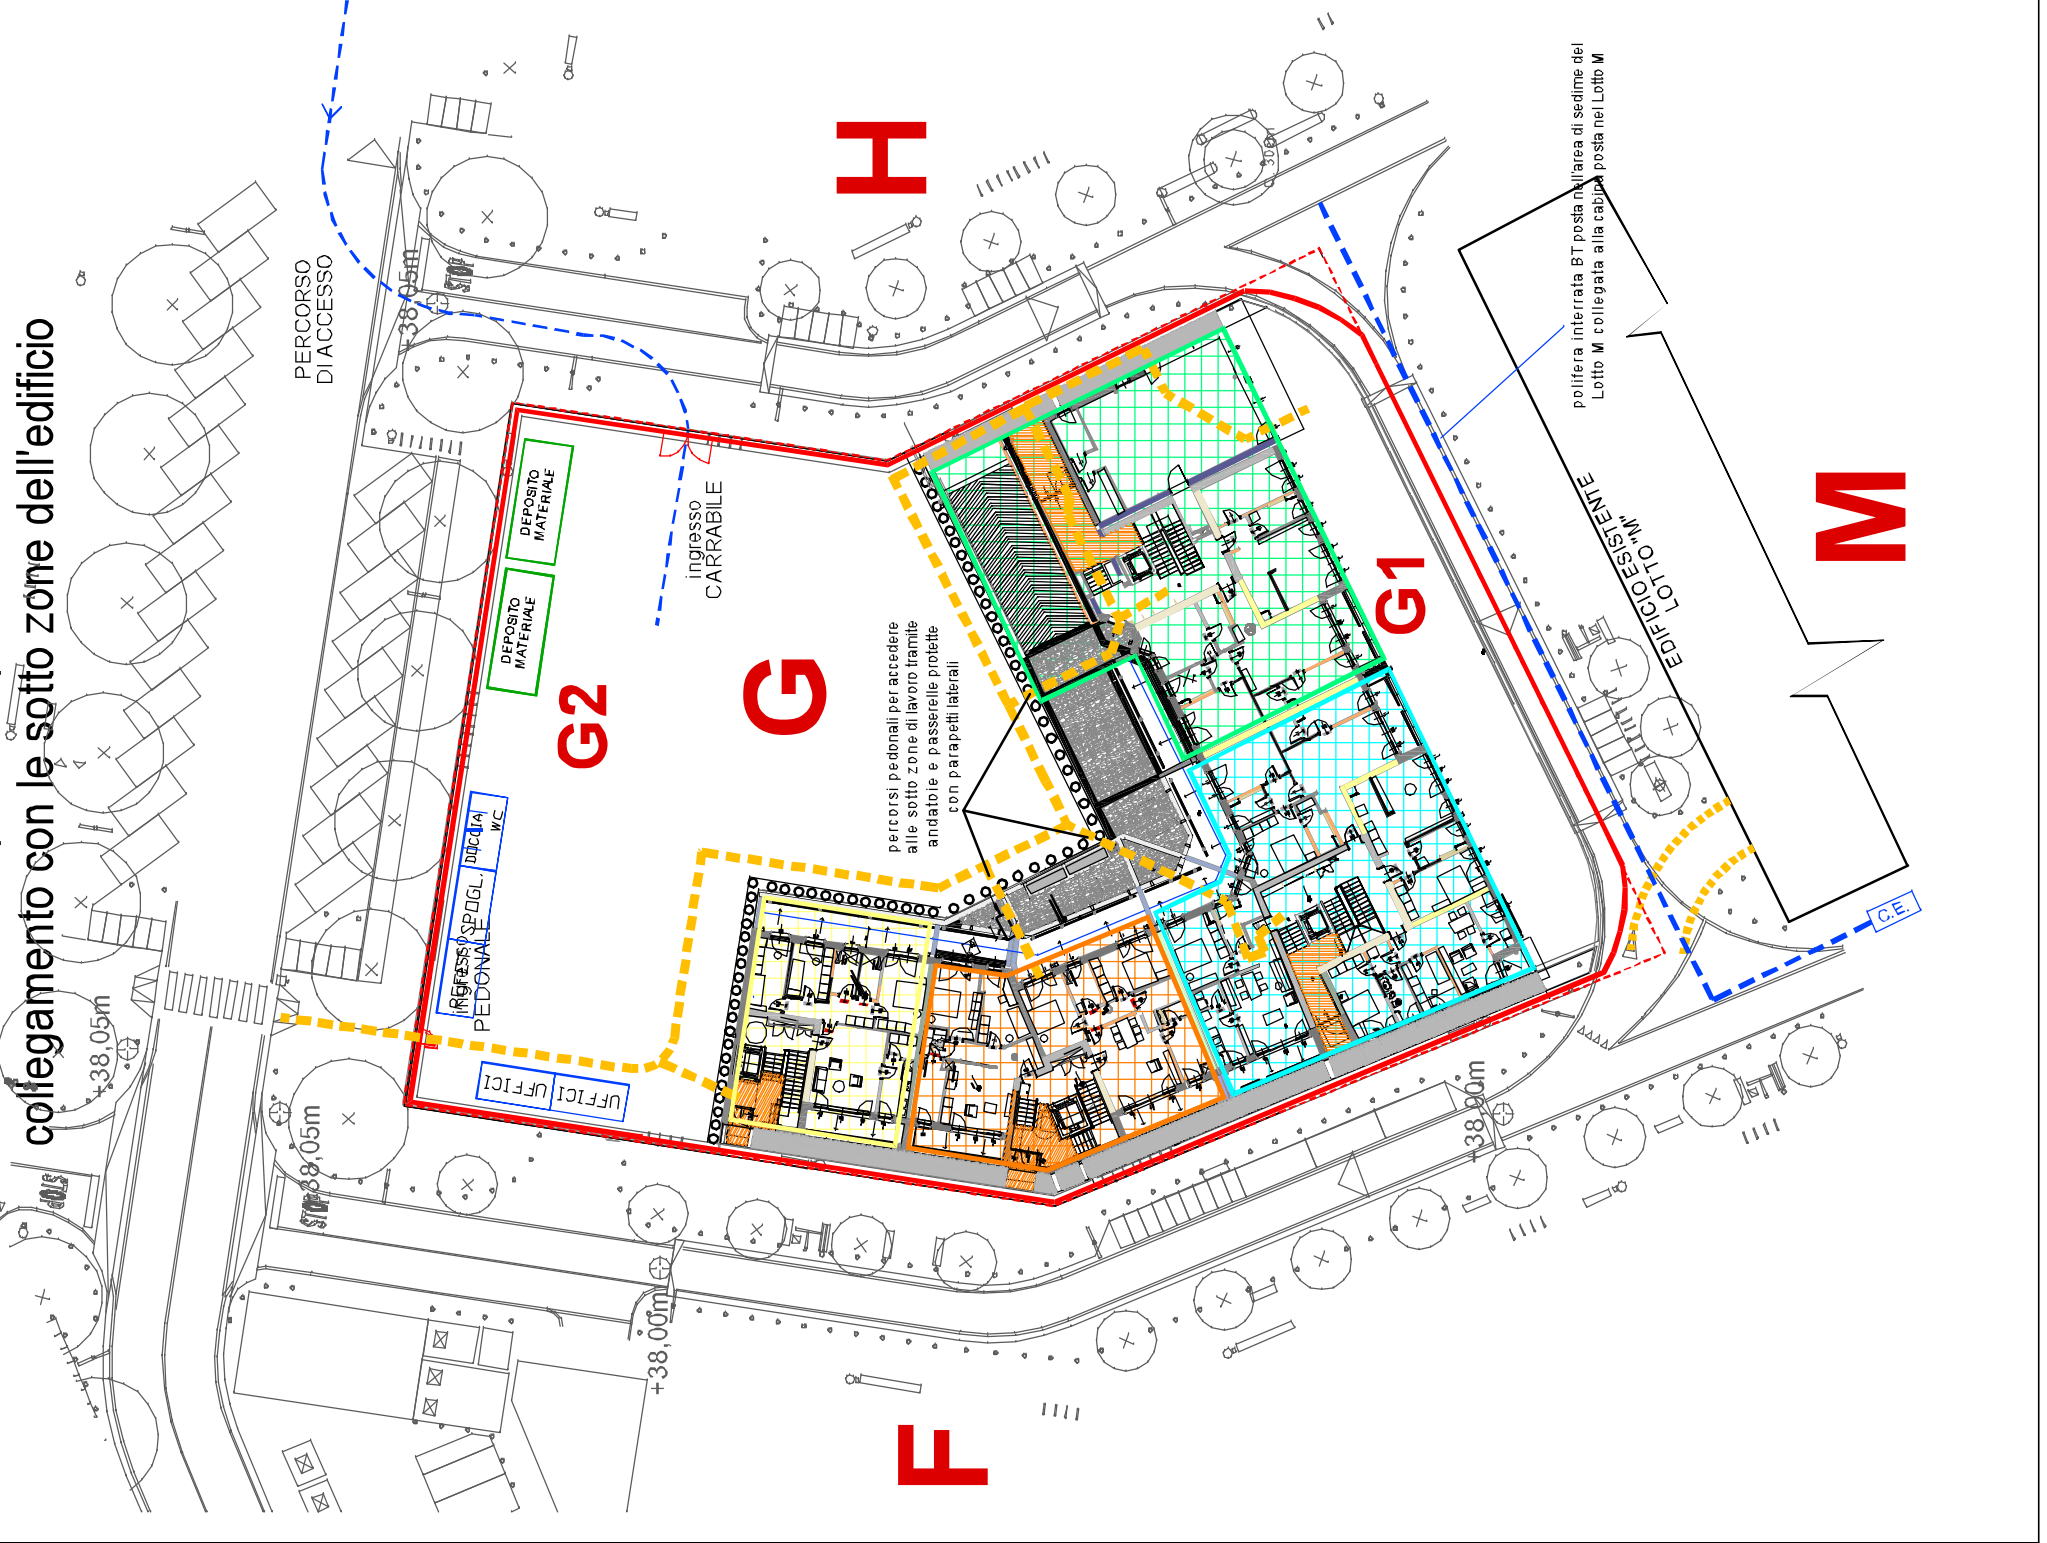 collegamento con le sotto zone dell'edificio
PERCORSO
DI ACCESSO
+38,05m
STOP
H
polifera interrata BT posta nell'area di sedime del
Lotto M collegata alla cabina posta nel Lotto M
DEPOSITO
MATERIALE
DEPOSITO
MATERIALE
ingresso
CARRABILE
G2
G
G1
M
EDIFICIO ESISTENTE
LOTTO "M"
percorsi pedonali per accedere
alle sotto zone di lavoro tramite
andatoie e passerelle protette
con parapetti laterali
DOCCIA
WC
SPOGL.
ingresso
PEDONALE
UFFICI
UFFICI
C.E.
+38,05m
+38,05m
STOP
STOP
+38,00m
+38,00m
F